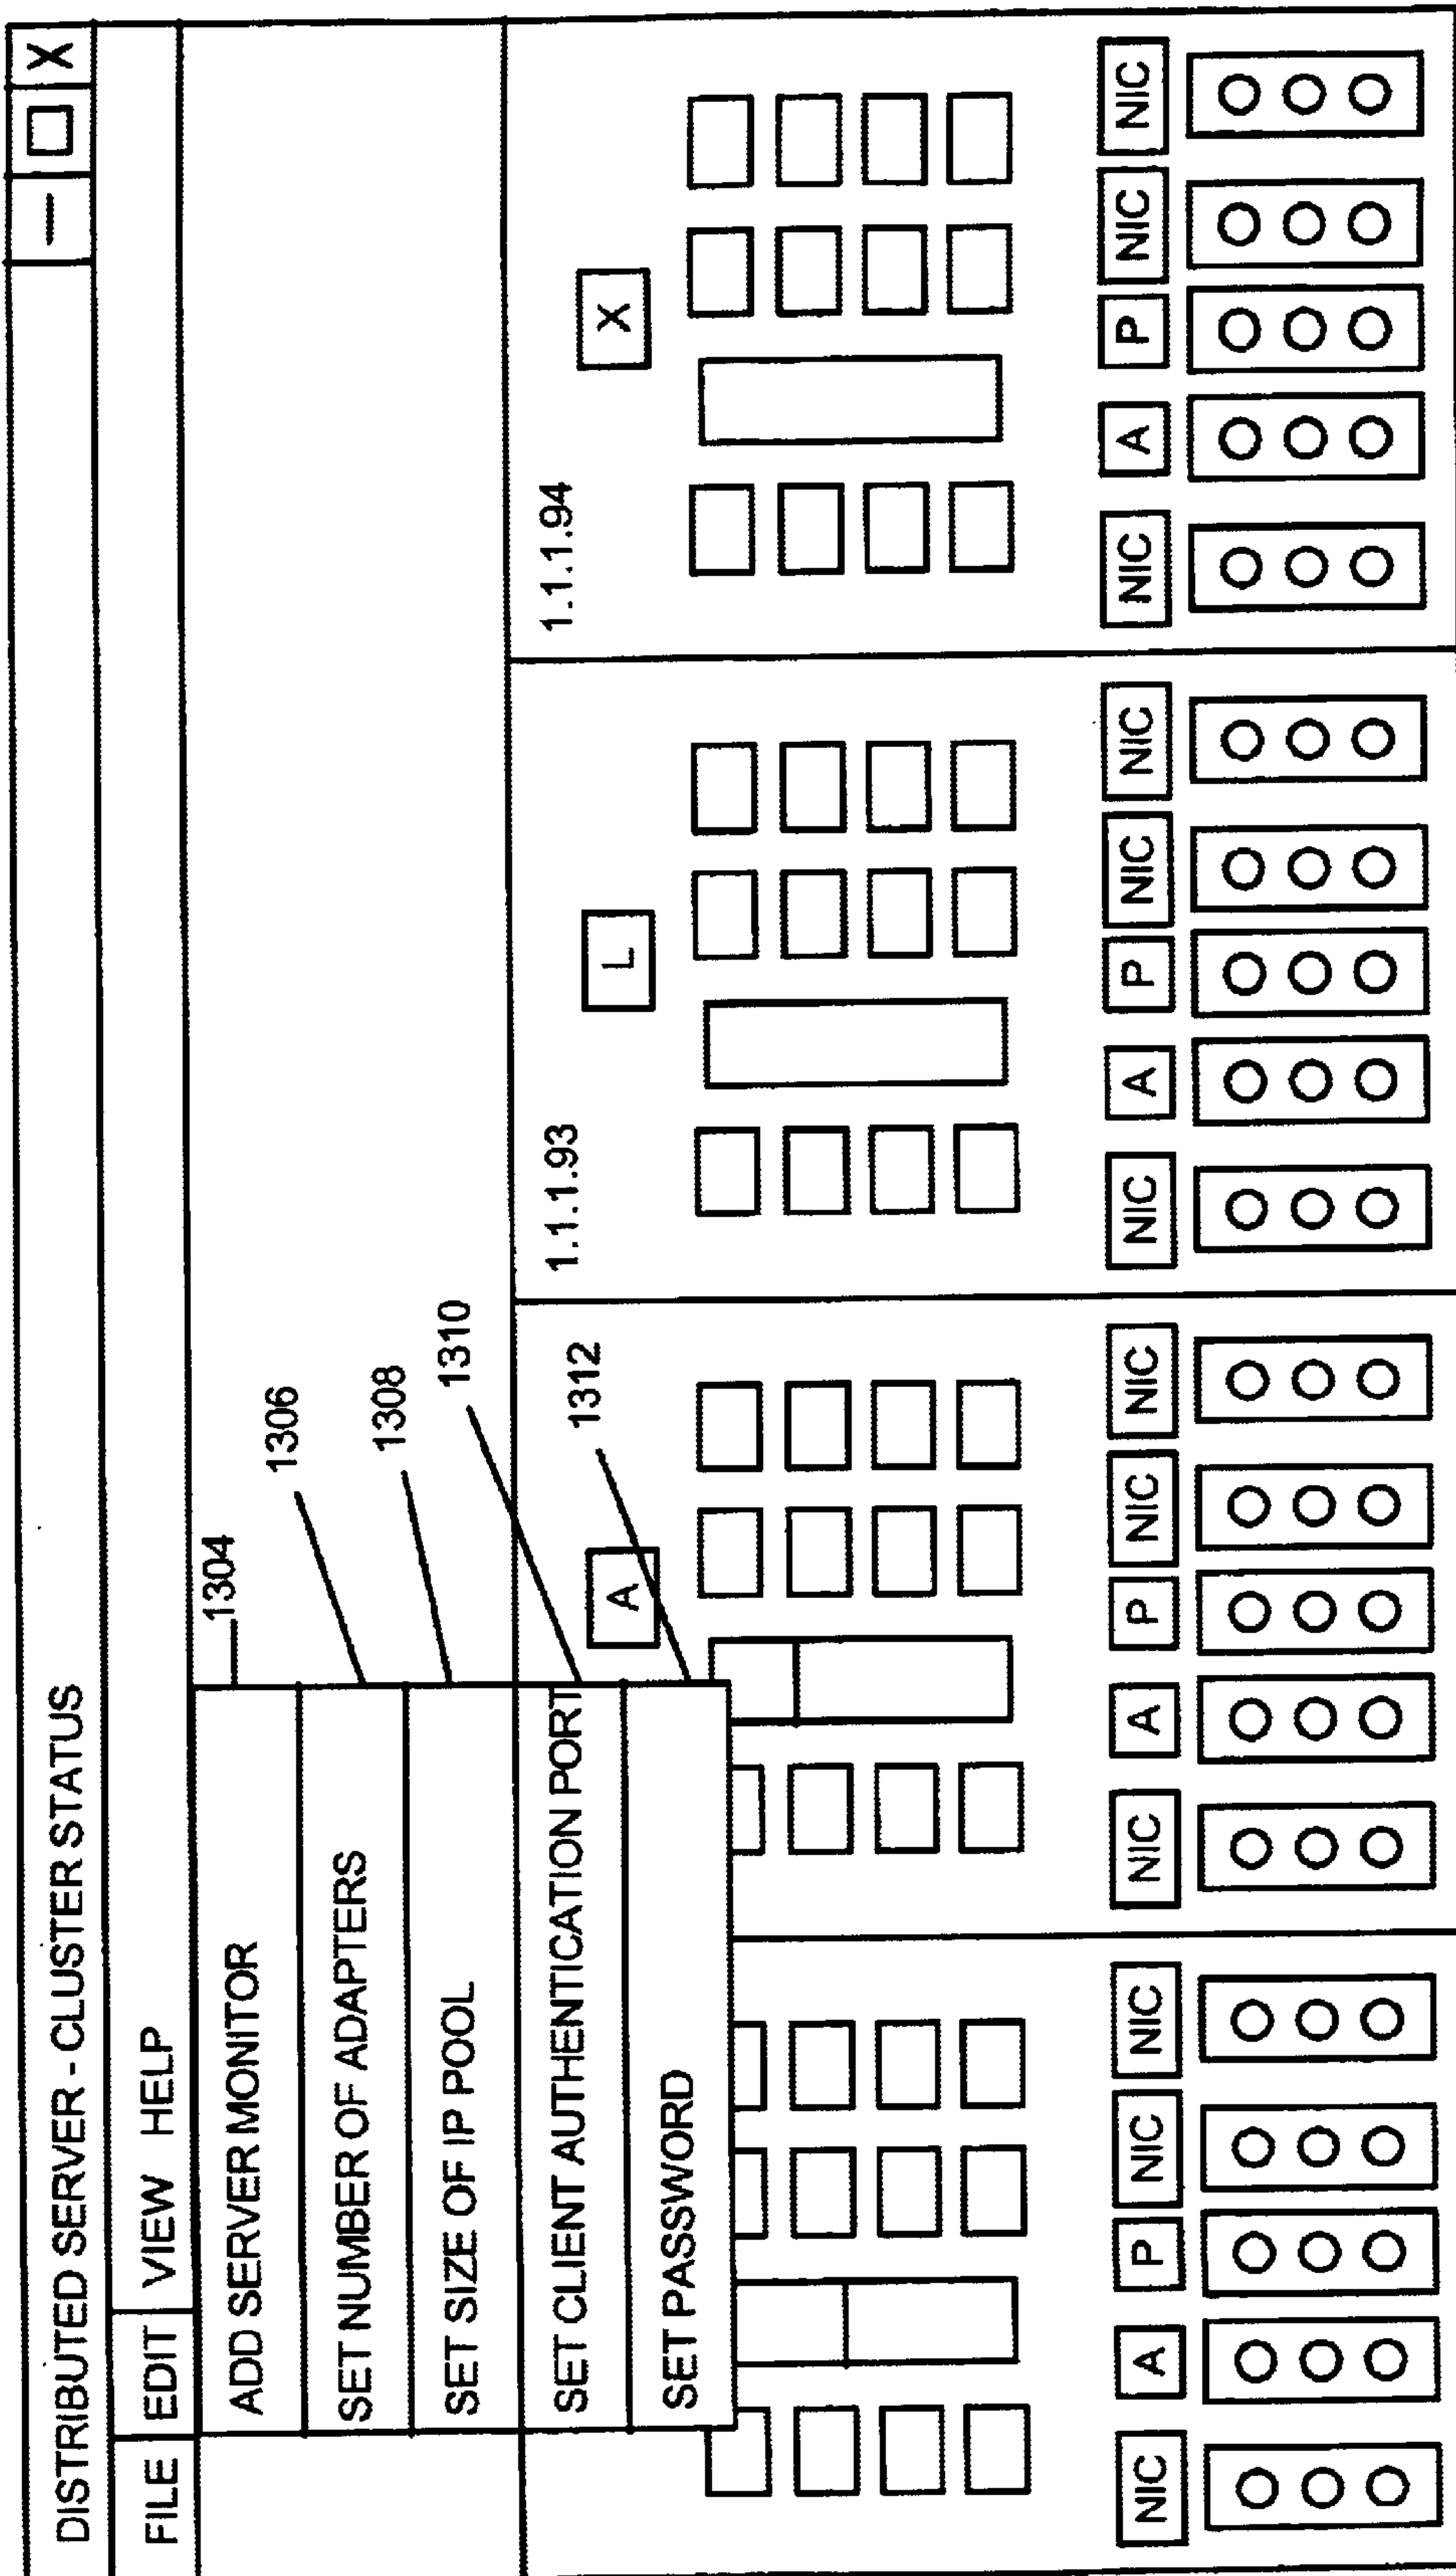 DISTRIBUTED SERVER - CLUSTER STATUS
— □ X
FILE EDIT VIEW HELP
ADD SERVER MONITOR
1304
SET NUMBER OF ADAPTERS
1306
SET SIZE OF IP POOL
1308
SET CLIENT AUTHENTICATION PORT
1310
SET PASSWORD
1312
1.1.1.93
1.1.1.94
A
L
X
NIC A P NIC NIC
NIC A P NIC NIC
NIC A P NIC NIC
NIC A P NIC NIC